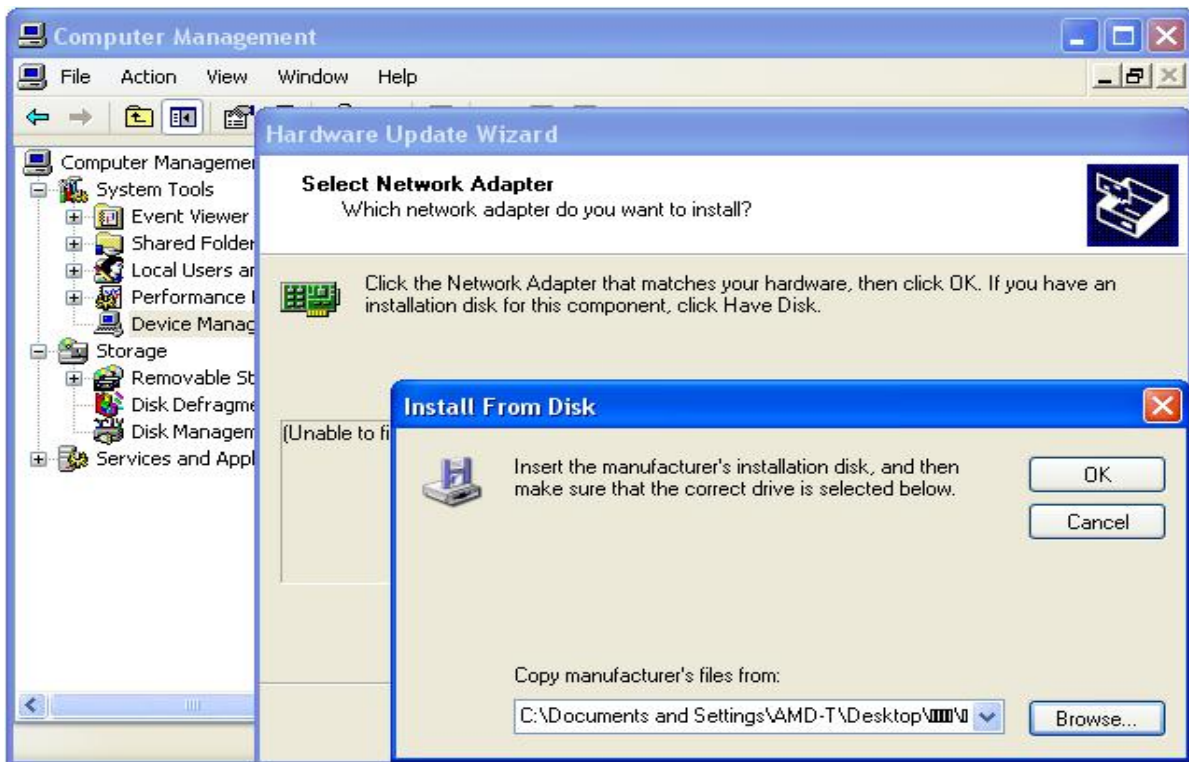 Computer Management
File Action View Window Help
Hardware Update Wizard
Computer Manageme
System Tools
Event Viewer
Shared Folder
Local Users ar
Performance
Device Manag
Storage
Removable St
Disk Defragme
Disk Managem
Services and Appl
Select Network Adapter
Which network adapter do you want to install?
Click the Network Adapter that matches your hardware, then click OK. If you have an
installation disk for this component, click Have Disk.
(Unable to fi
Install From Disk
Insert the manufacturer's installation disk, and then
make sure that the correct drive is selected below.
OK
Cancel
Copy manufacturer's files from:
C:\Documents and Settings\AMD-T\Desktop\
Browse...